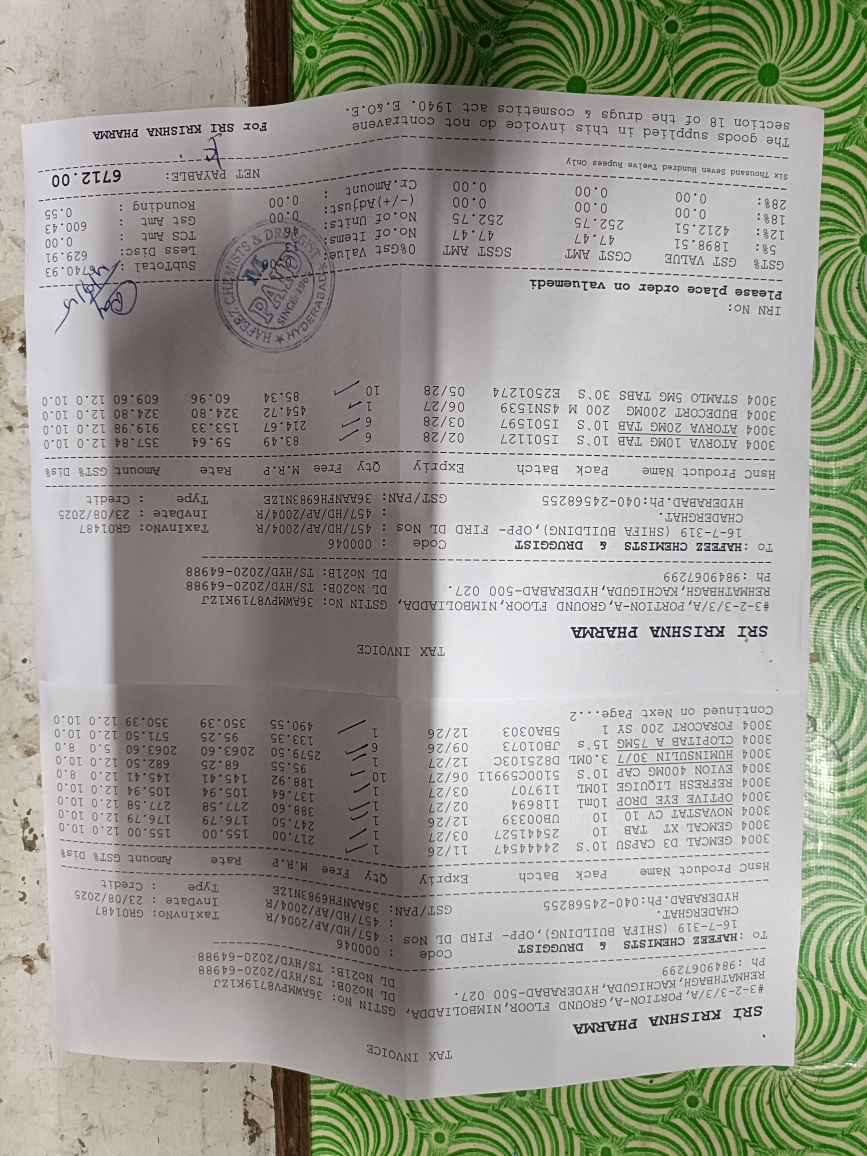 TAX INVOICE
SRI KRISHNA PHARMA
#3-2-3/3/A, PORTION-A, GROUND FLOOR, NIMBOLIADDA, GSTIN No: 36AWMPV8719K1ZJ
REHMATHBAGH, KACHIGUDA, HYDERABAD-500 027. DL No20B: TS/HYD/2020-64988
Ph :9849067299 DL No21B: TS/HYD/2020-64988
To :HAFEEZ CHEMISTS & DRUGGIST Code : 000046
16-7-319 (SHIFA BUILDING), OPP- FIRD DL Nos : 457/HD/AP/2004/R TaxInvNo: GR01487
CHADERGHAT. : 457/HD/AP/2004/R InvDate : 23/08/2025
HYDERABAD.Ph:040-24568255 GST/PAN: 36AANFH6983N1ZE Type : Credit
HsnC Product Name Pack Batch Expriy Qty Free M.R.P Rate Amount GST% Dis%
3004 GEMCAL D3 CAPSU 10`S 24444547 11/26 1 217.00 155.00 155.00 12.0 10.0
3004 GEMCAL XT TAB 10 25441527 03/27 1 247.50 176.79 176.79 12.0 10.0
3004 NOVASTAT CV 10 10 UB00339 12/26 1 388.60 277.58 277.58 12.0 10.0
3004 OPTIVE EYE DROP 10ml 118694 02/27 1 137.64 105.94 105.94 12.0 10.0
3004 REFRESH LIQUIGE 10ML 119707 03/27 1 188.92 145.41 145.41 12.0 8.0
3004 EVION 400MG CAP 10`S 5100C59911 06/27 10 95.55 68.25 682.50 12.0 10.0
3004 HUMINSULIN 30/7 3.0ML D825103C 12/27 1 2579.50 2063.60 2063.60 5.0 8.0
3004 CLOPITAB A 75MG 15`s JB01073 09/26 6 133.35 95.25 571.50 12.0 10.0
3004 FORACORT 200 SY 1 5BA0303 12/26 1 490.55 350.39 350.39 12.0 10.0
Continued on Next Page...2
TAX INVOICE
SRI KRISHNA PHARMA
#3-2-3/3/A, PORTION-A, GROUND FLOOR, NIMBOLIADDA, GSTIN No: 36AWMPV8719K1ZJ
REHMATHBAGH, KACHIGUDA, HYDERABAD-500 027. DL No20B: TS/HYD/2020-64988
Ph :9849067299 DL No21B: TS/HYD/2020-64988
To :HAFEEZ CHEMISTS & DRUGGIST Code : 000046
16-7-319 (SHIFA BUILDING), OPP- FIRD DL Nos : 457/HD/AP/2004/R TaxInvNo: GR01487
CHADERGHAT. : 457/HD/AP/2004/R InvDate : 23/08/2025
HYDERABAD.Ph:040-24568255 GST/PAN: 36AANFH6983N1ZE Type : Credit
HsnC Product Name Pack Batch Expriy Qty Free M.R.P Rate Amount GST% Dis%
3004 ATORVA 10MG TAB 10`S I501127 02/28 6 83.49 59.64 357.84 12.0 10.0
3004 ATORVA 20MG TAB 10`S I501597 03/28 6 214.67 153.33 919.98 12.0 10.0
3004 BUDECORT 200MG 200 M 4SN1539 06/27 1 454.72 324.80 324.80 12.0 10.0
3004 STAMLO 5MG TABS 30`S E2501274 05/28 10 85.34 60.96 609.60 12.0 10.0
IRN No:
Please place order on valuemedi
GST% GST VALUE CGST AMT SGST AMT 0%Gst Value: 0.00 SubTotal : 6740.93
5%: 1898.51 47.47 47.47 No.of Items: Less Disc: 629.91
12%: 4212.51 252.75 252.75 No.of Units: 46 TCS Amt : 0.00
18%: 0.00 0.00 0.00 (-/+)Adjust: 0.00 Gst Amt : 600.43
28%: 0.00 0.00 0.00 Cr.Amount : 0.00 Rounding : 0.55
Six Thousand Seven Hundred Twelve Rupees Only NET PAYABLE: 6712.00
The goods supplied in this invoice do not contravene For SRI KRISHNA PHARMA
section 18 of the drugs & cosmetics act 1940. E.&O.E.
HAFEEZ CHEMISTS & DRUGGIST
PAID
HYDERABAD